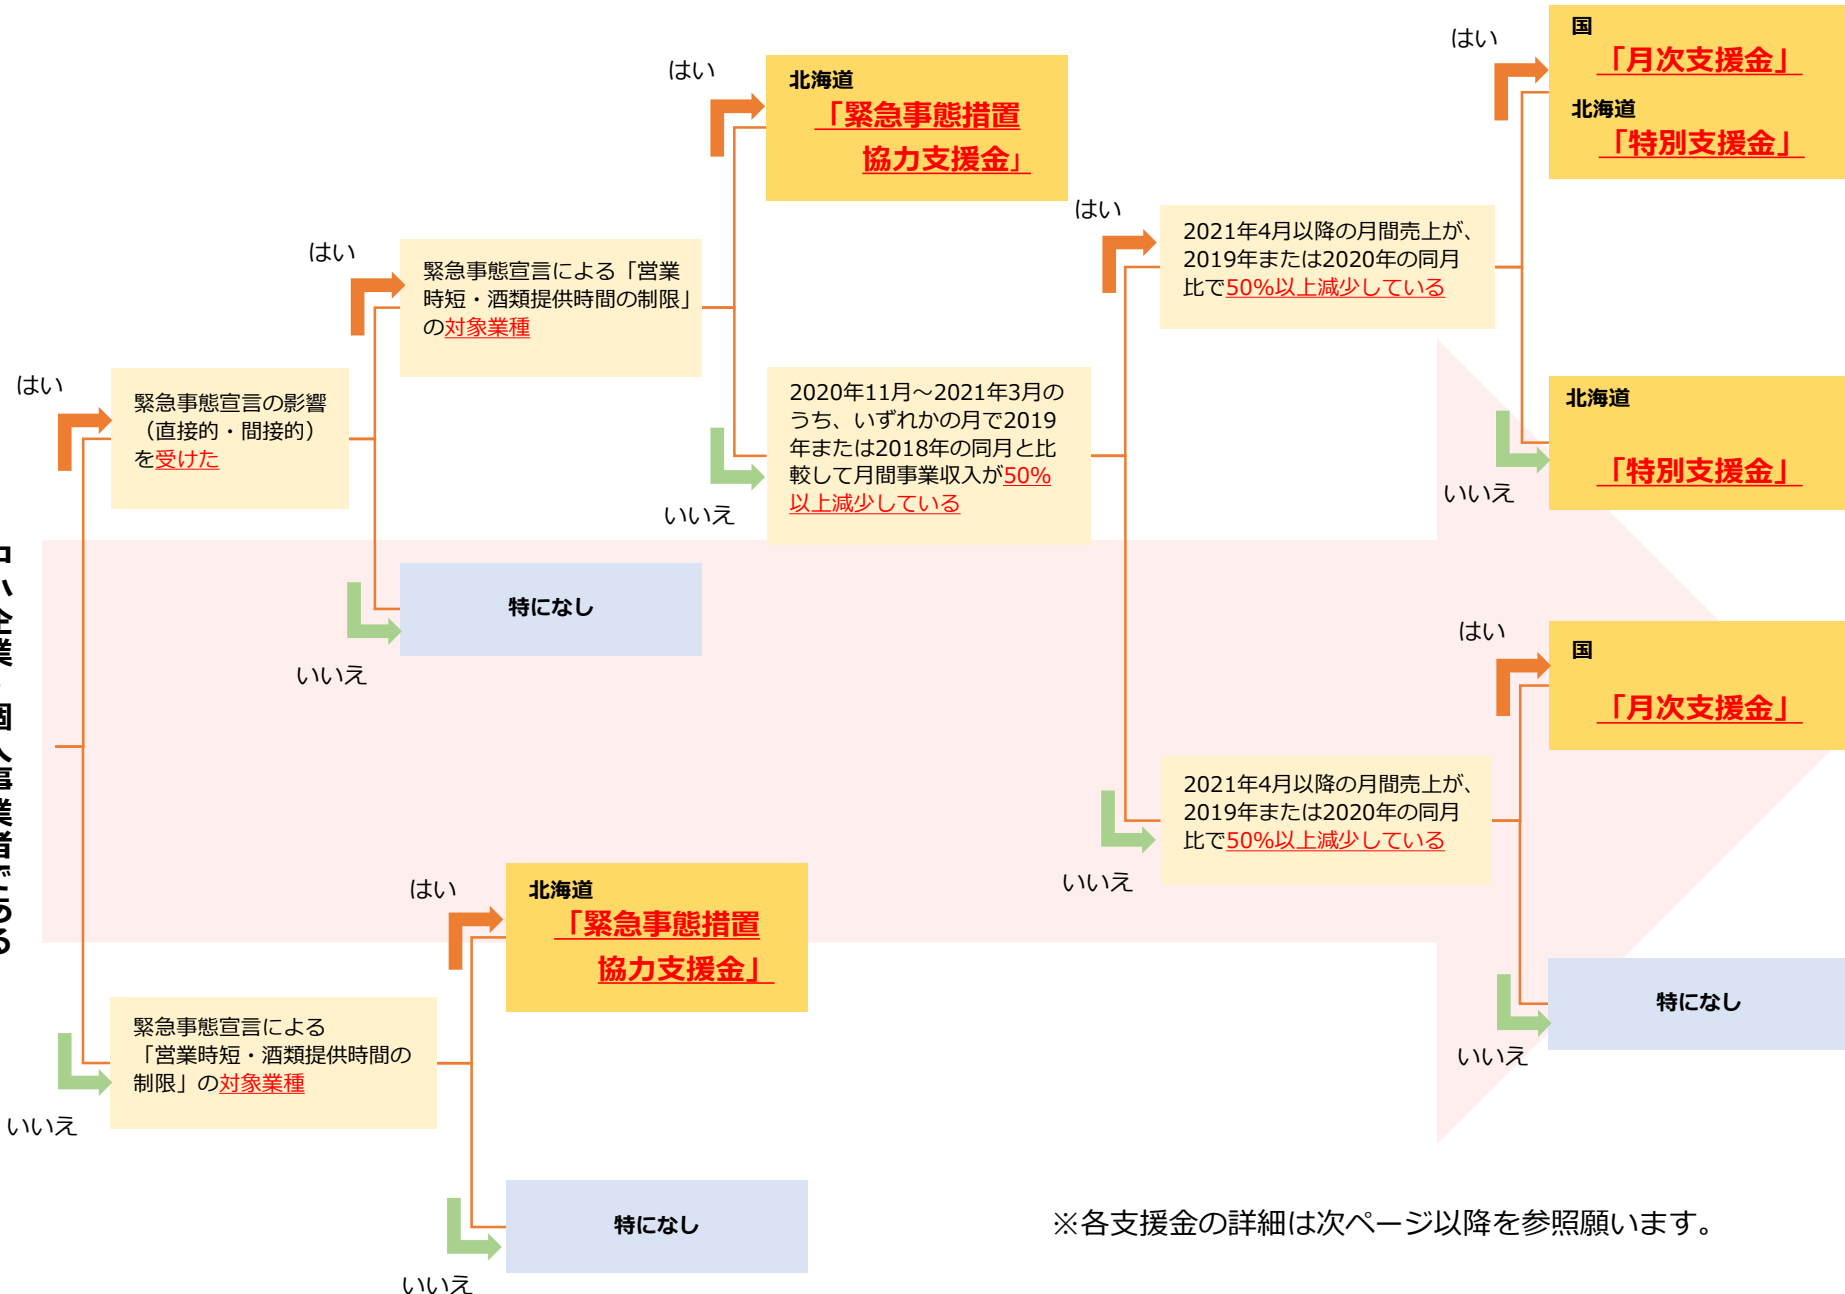 中小企業・個人事業者である
はい
緊急事態宣言の影響
（直接的・間接的）
を受けた
はい
緊急事態宣言による「営業
時短・酒類提供時間の制限」
の対象業種
はい
北海道
「緊急事態措置
協力支援金」
いいえ
2020年11月～2021年3月の
うち、いずれかの月で2019
年または2018年の同月と比
較して月間事業収入が50%
以上減少している
はい
2021年4月以降の月間売上が、
2019年または2020年の同月
比で50%以上減少している
はい
国
「月次支援金」
北海道
「特別支援金」
いいえ
北海道
「特別支援金」
いいえ
2021年4月以降の月間売上が、
2019年または2020年の同月
比で50%以上減少している
はい
国
「月次支援金」
いいえ
特になし
いいえ
特になし
いいえ
緊急事態宣言による
「営業時短・酒類提供時間の
制限」の対象業種
はい
北海道
「緊急事態措置
協力支援金」
いいえ
特になし
※各支援金の詳細は次ページ以降を参照願います。